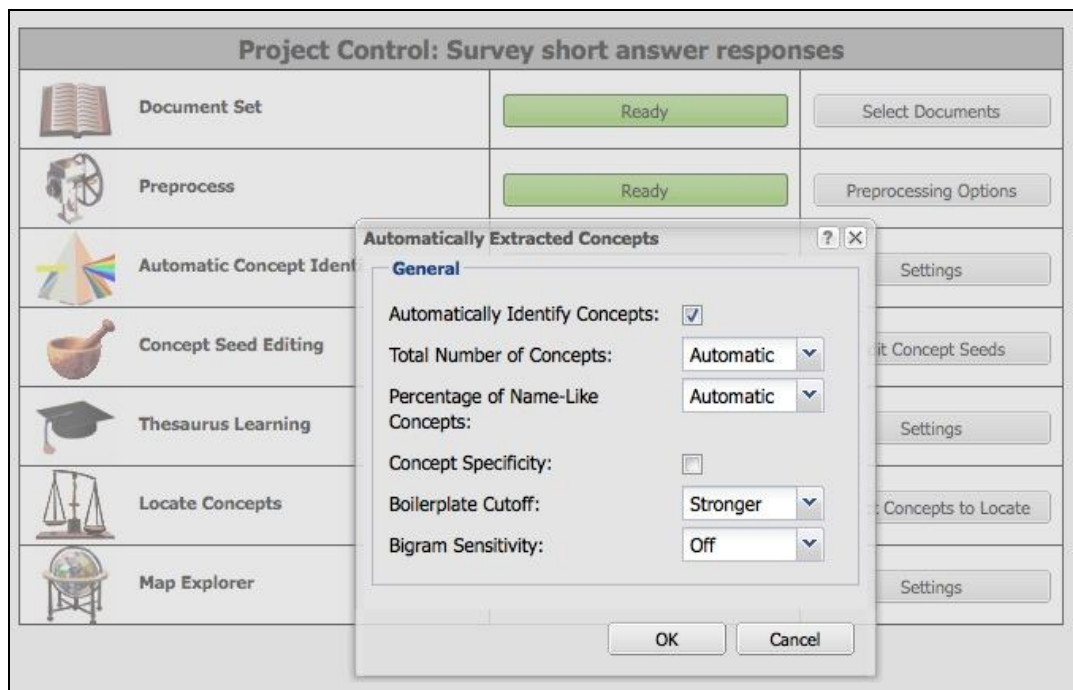 Project Control: Survey short answer responses
Document Set
Ready
Select Documents
Preprocess
Ready
Preprocessing Options
Automatic Concept Ident
Settings
Concept Seed Editing
it Concept Seeds
Thesaurus Learning
Settings
Locate Concepts
Concepts to Locate
Map Explorer
Settings
Automatically Extracted Concepts
?
General
Automatically Identify Concepts:
Total Number of Concepts:
Automatic
Percentage of Name-Like
Concepts:
Automatic
Concept Specificity:
Boilerplate Cutoff:
Stronger
Bigram Sensitivity:
Off
OK
Cancel